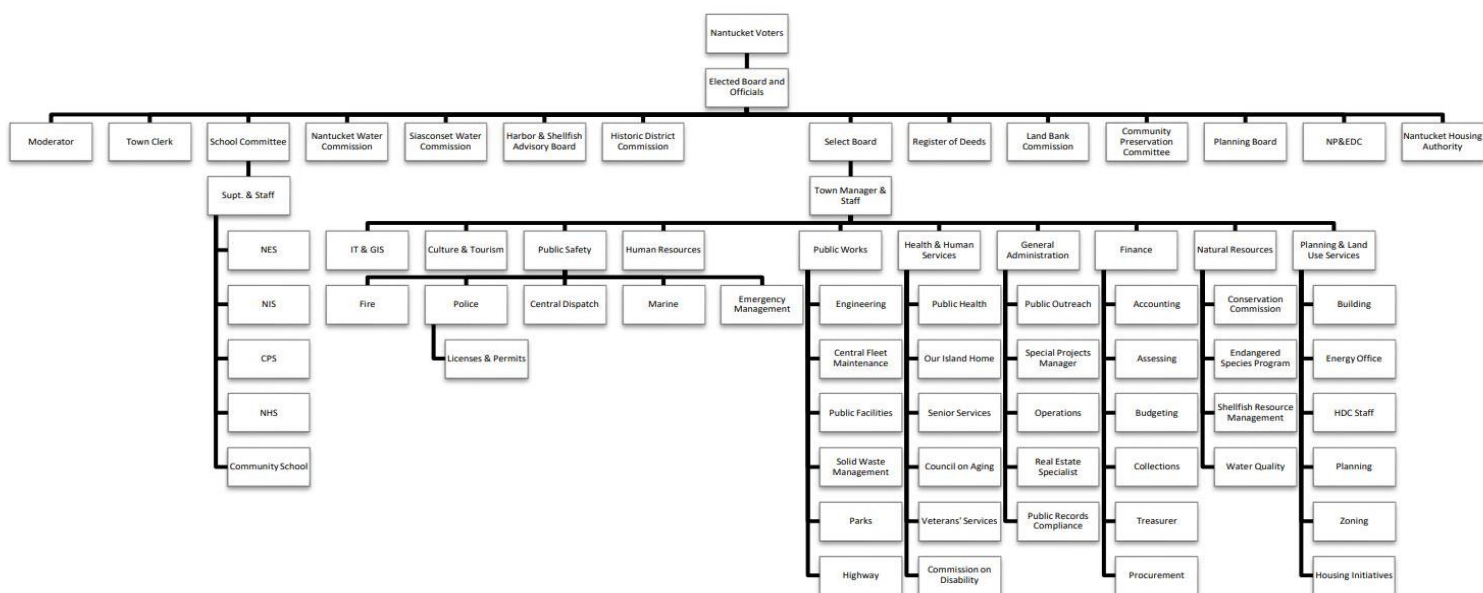 Nantucket Voters
Elected Board and
Officials
Moderator
Town Clerk
School Committee
Nantucket Water
Commission
Siasconset Water
Commission
Harbor & Shellfish
Advisory Board
Historic District
Commission
Select Board
Register of Deeds
Land Bank
Commission
Community
Preservation
Committee
Planning Board
NP&EDC
Nantucket Housing
Authority
Supt. & Staff
Town Manager &
Staff
NES
NIS
CPS
NHS
Community School
IT & GIS
Culture & Tourism
Public Safety
Human Resources
Fire
Police
Central Dispatch
Marine
Emergency
Management
Licenses & Permits
Public Works
Engineering
Central Fleet
Maintenance
Public Facilities
Solid Waste
Management
Parks
Highway
Health & Human
Services
Public Health
Our Island Home
Senior Services
Council on Aging
Veterans' Services
Commission on
Disability
General
Administration
Public Outreach
Special Projects
Manager
Operations
Real Estate
Specialist
Public Records
Compliance
Finance
Accounting
Assessing
Budgeting
Collections
Treasurer
Procurement
Natural Resources
Conservation
Commission
Endangered
Species Program
Shellfish Resource
Management
Water Quality
Planning & Land
Use Services
Building
Energy Office
HDC Staff
Planning
Zoning
Housing Initiatives